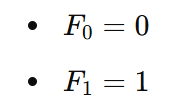 • F₀ = 0
• F₁ = 1